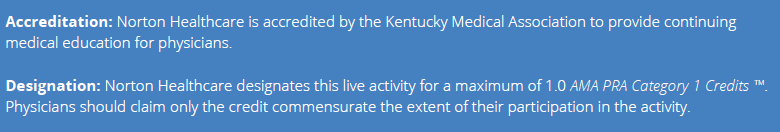 Accreditation: Norton Healthcare is accredited by the Kentucky Medical Association to provide continuing
medical education for physicians.
Designation: Norton Healthcare designates this live activity for a maximum of 1.0 AMA PRA Category 1 Credits ™.
Physicians should claim only the credit commensurate the extent of their participation in the activity.